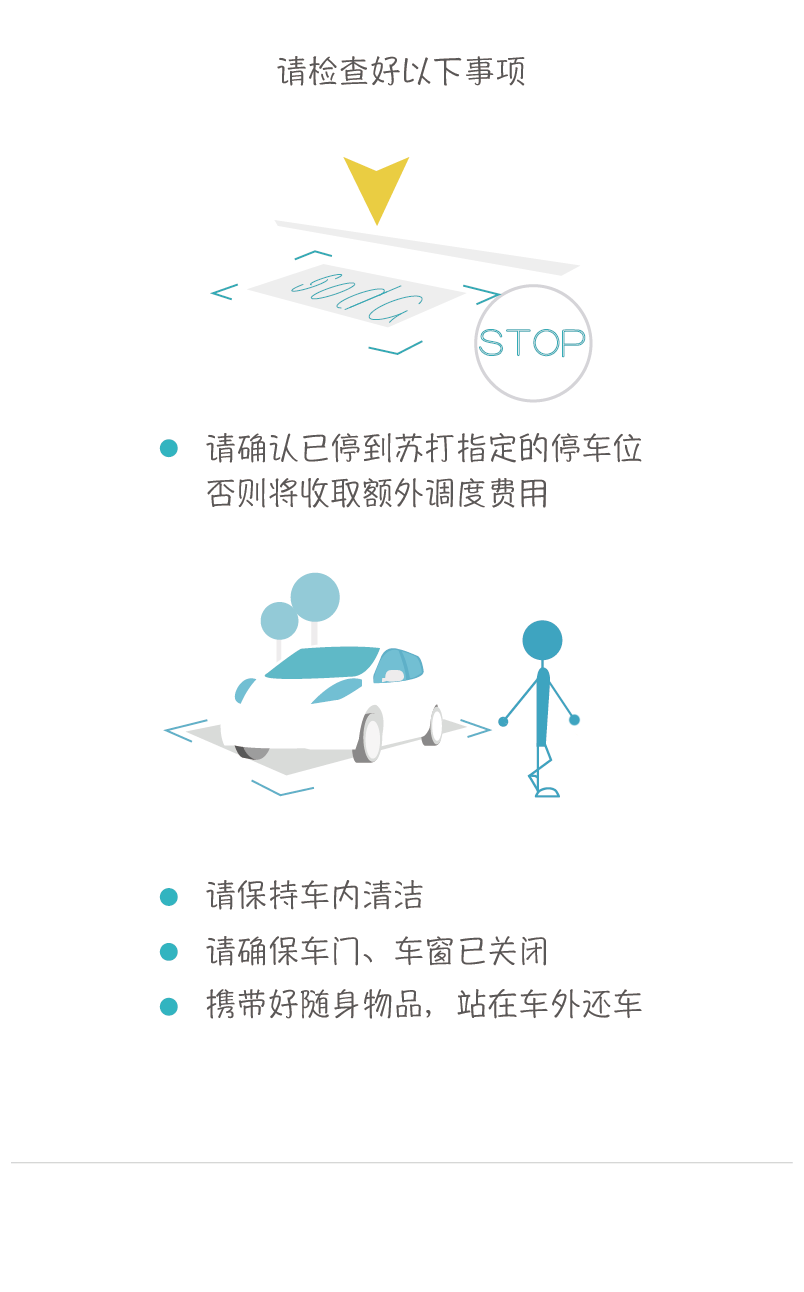 请检查好以下事项
soda
STOP
请确认已停到苏打指定的停车位
否则将收取额外调度费用
请保持车内清洁
请确保车门、车窗已关闭
携带好随身物品，站在车外还车